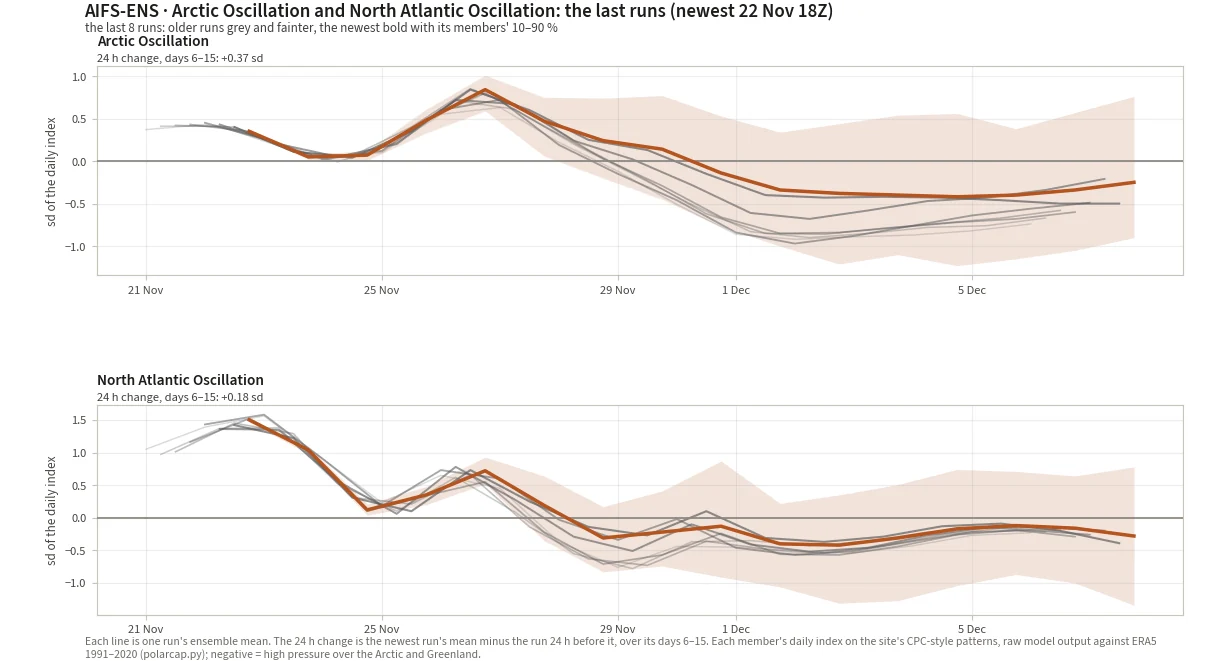 AIFS-ENS · Arctic Oscillation and North Atlantic Oscillation: the last runs (newest 22 Nov 18Z)
the last 8 runs: older runs grey and fainter, the newest bold with its members' 10–90 %
Arctic Oscillation
24 h change, days 6–15: +0.37 sd
1.0
0.5
0.0
−0.5
−1.0
sd of the daily index
21 Nov 25 Nov 29 Nov 1 Dec 5 Dec
North Atlantic Oscillation
24 h change, days 6–15: +0.18 sd
1.5
1.0
0.5
0.0
−0.5
−1.0
sd of the daily index
21 Nov 25 Nov 29 Nov 1 Dec 5 Dec
Each line is one run's ensemble mean. The 24 h change is the newest run's mean minus the run 24 h before it, over its days 6–15. Each member's daily index on the site's CPC-style patterns, raw model output against ERA5
1991–2020 (polarcap.py); negative = high pressure over the Arctic and Greenland.